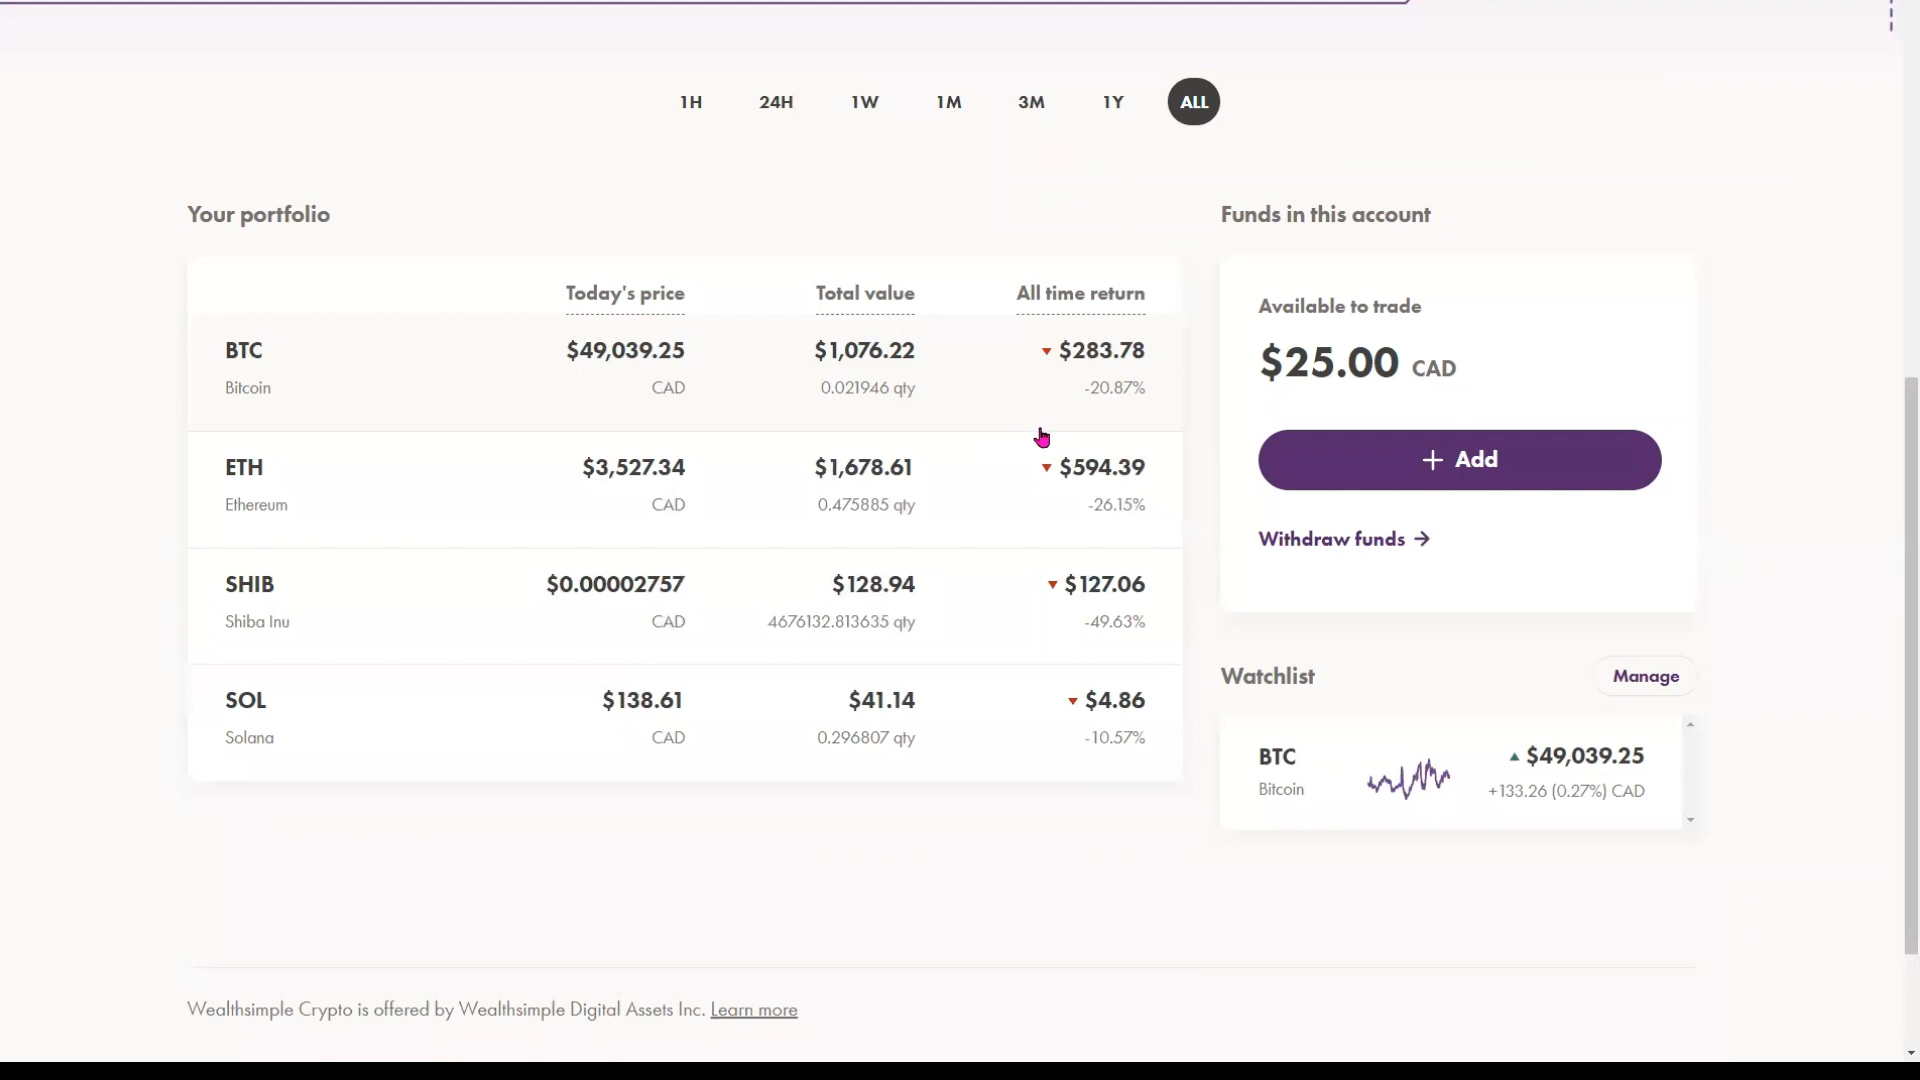 1H 24H 1W 1M 3M 1Y ALL
Your portfolio
Today's price Total value All time return
BTC $49,039.25 $1,076.22 $283.78
Bitcoin CAD 0.021946 qty -20.87%
ETH $3,527.34 $1,678.61 $594.39
Ethereum CAD 0.475885 qty -26.15%
SHIB $0.00002757 $128.94 $127.06
Shiba Inu CAD 4676132.813635 qty -49.63%
SOL $138.61 $41.14 $4.86
Solana CAD 0.296807 qty -10.57%
Funds in this account
Available to trade
$25.00 CAD
+ Add
Withdraw funds →
Watchlist Manage
BTC $49,039.25
Bitcoin +133.26 (0.27%) CAD
Wealthsimple Crypto is offered by Wealthsimple Digital Assets Inc. Learn more